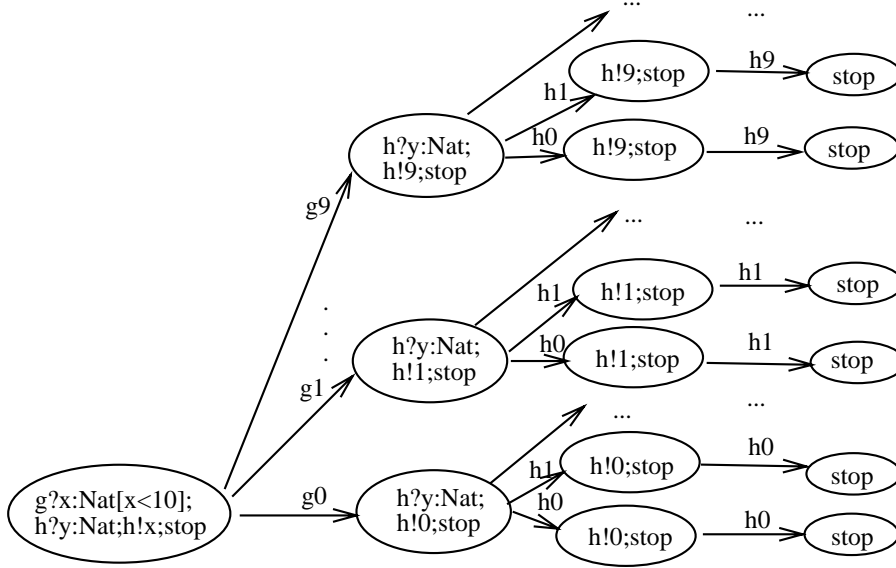 ... ...
h!9;stop h9 stop
h1
h?y:Nat; h0 h!9;stop h9 stop
h!9;stop
g9
... ...
h1 h!1;stop h1 stop
.
.
.
h?y:Nat; h0 h!1;stop h1 stop
h!1;stop
g1
... ...
h1 h!0;stop h0 stop
g?x:Nat[x<10]; g0 h?y:Nat; h0
h?y:Nat;h!x;stop h!0;stop h!0;stop h0 stop